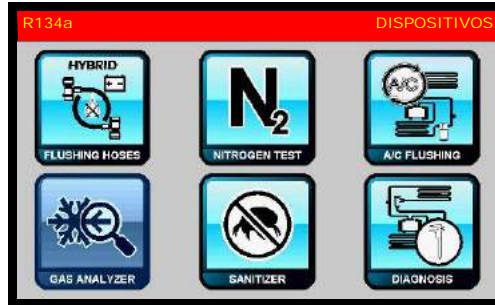 R134a DISPOSITIVOS
HYBRID
FLUSHING HOSES
N2
NITROGEN TEST
A/C
A/C FLUSHING
GAS ANALYZER
SANITIZER
DIAGNOSIS